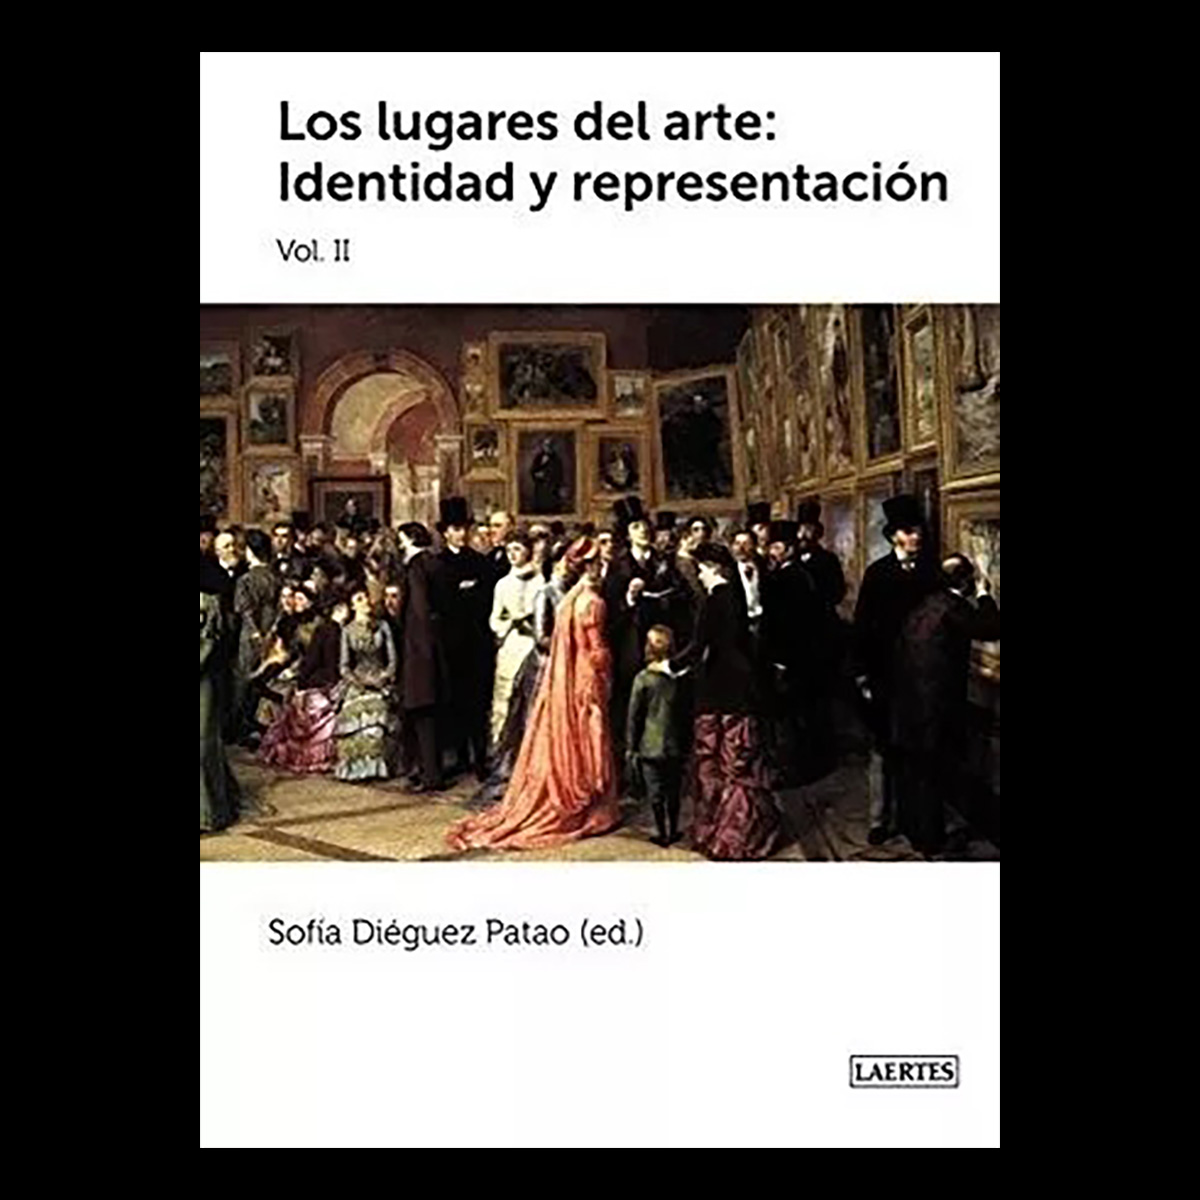 Los lugares del arte:
Identidad y representación
Vol. II
Sofía Diéguez Patao (ed.)
LAERTES